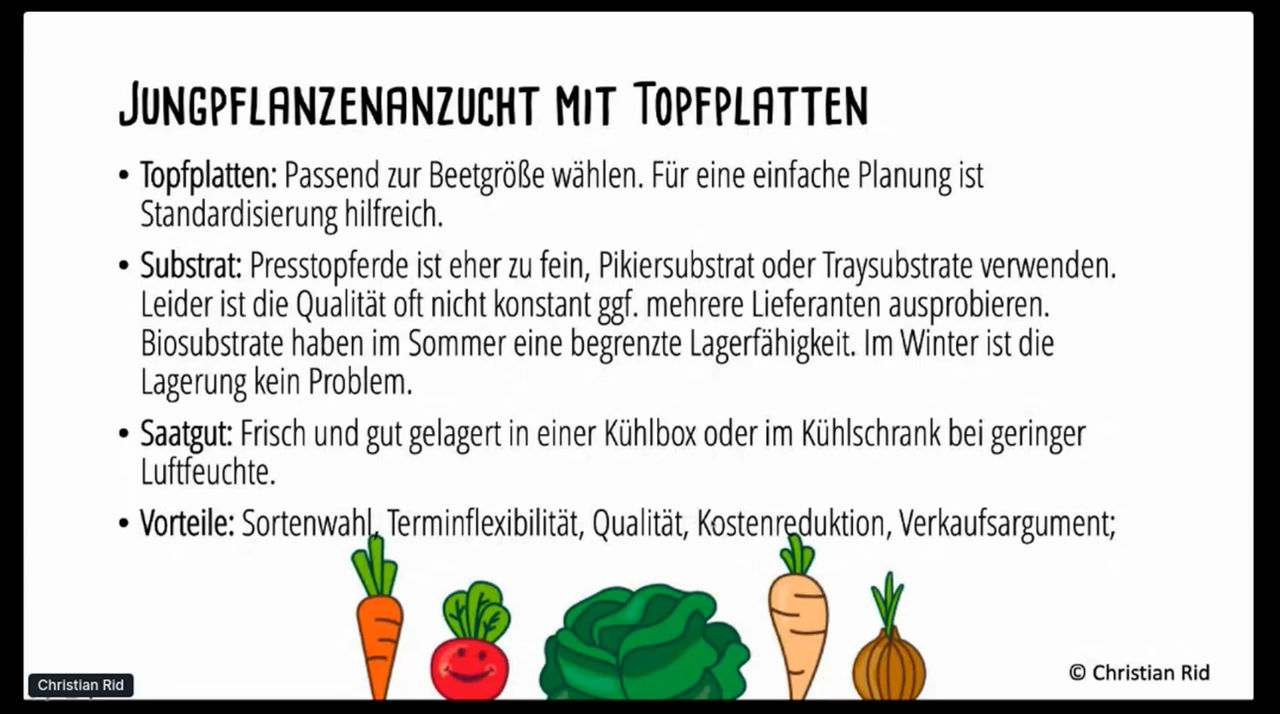 Jungpflanzenanzucht mit Topfplatten
• Topfplatten: Passend zur Beetgröße wählen. Für eine einfache Planung ist
Standardisierung hilfreich.
• Substrat: Presstopferde ist eher zu fein, Pikiersubstrat oder Traysubstrate verwenden.
Leider ist die Qualität oft nicht konstant ggf. mehrere Lieferanten ausprobieren.
Biosubstrate haben im Sommer eine begrenzte Lagerfähigkeit. Im Winter ist die
Lagerung kein Problem.
• Saatgut: Frisch und gut gelagert in einer Kühlbox oder im Kühlschrank bei geringer
Luftfeuchte.
• Vorteile: Sortenwahl, Terminflexibilität, Qualität, Kostenreduktion, Verkaufsargument;
© Christian Rid
Christian Rid